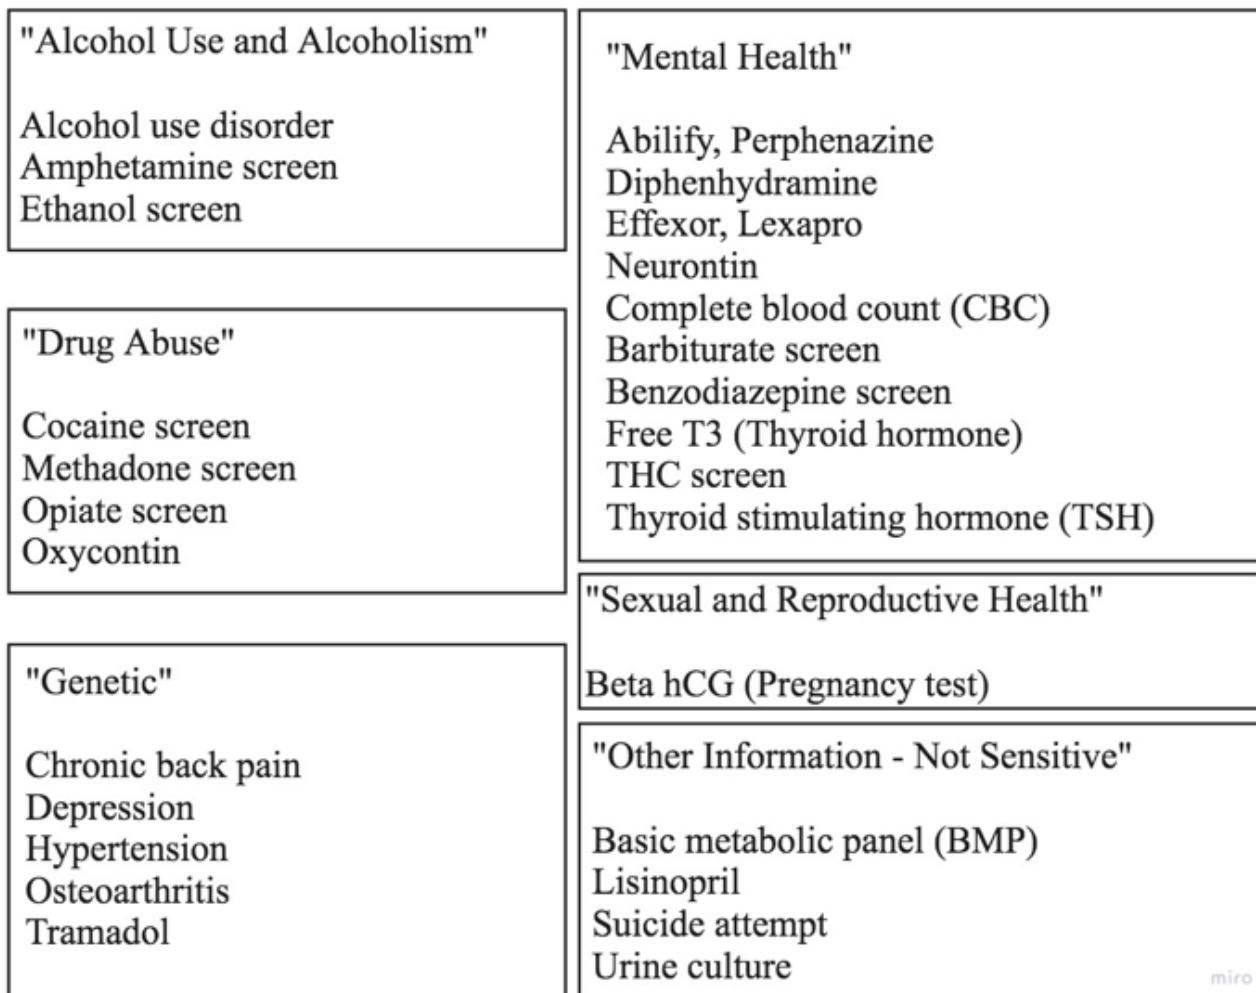 "Alcohol Use and Alcoholism"
Alcohol use disorder
Amphetamine screen
Ethanol screen
"Drug Abuse"
Cocaine screen
Methadone screen
Opiate screen
Oxycontin
"Genetic"
Chronic back pain
Depression
Hypertension
Osteoarthritis
Tramadol
"Mental Health"
Abilify, Perphenazine
Diphenhydramine
Effexor, Lexapro
Neurontin
Complete blood count (CBC)
Barbiturate screen
Benzodiazepine screen
Free T3 (Thyroid hormone)
THC screen
Thyroid stimulating hormone (TSH)
"Sexual and Reproductive Health"
Beta hCG (Pregnancy test)
"Other Information - Not Sensitive"
Basic metabolic panel (BMP)
Lisinopril
Suicide attempt
Urine culture
miro